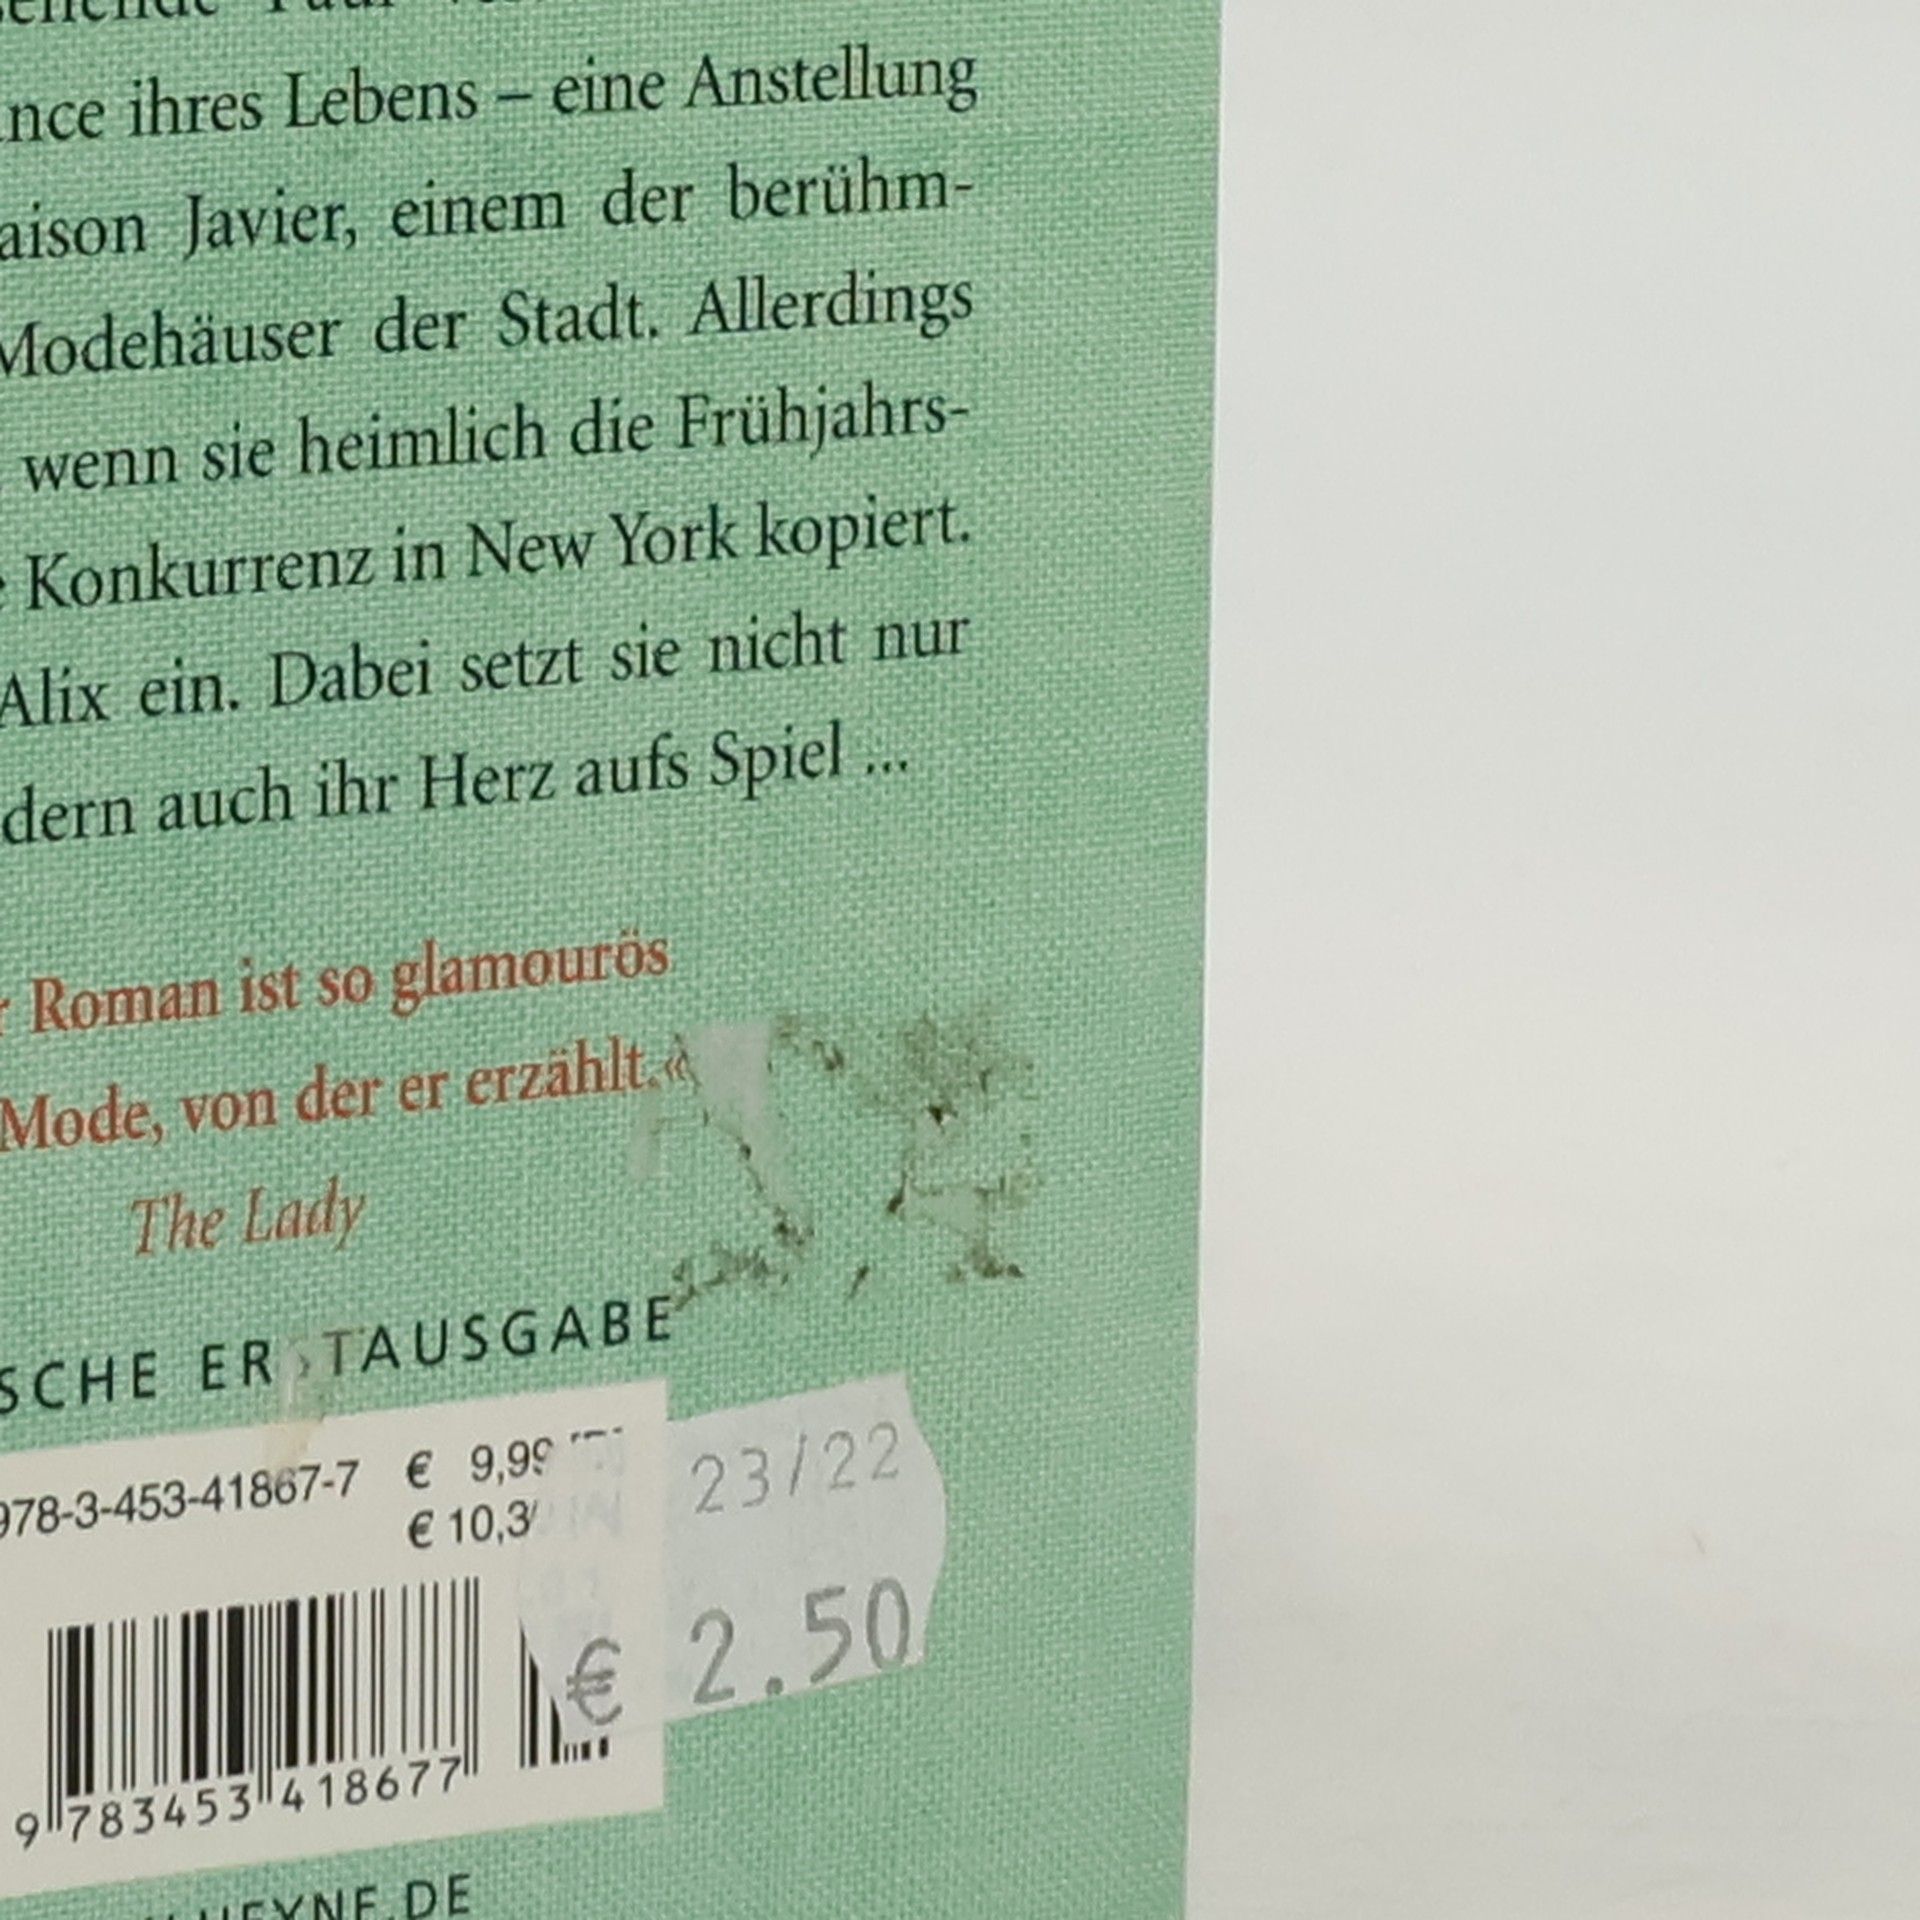 ihres Lebens – eine Anstellung
Javier, einem der berühm-
Modehäuser der Stadt. Allerdings
wenn sie heimlich die Frühjahrs-
Konkurrenz in New York kopiert.
Alix ein. Dabei setzt sie nicht nur
dern auch ihr Herz aufs Spiel ...
Roman ist so glamourös
Mode, von der er erzählt.«
The Lady
SCHE ER TAUSGABE
978-3-453-41867-7 € 9,99
€ 10,3
23/22
€ 2.50
9 783453 418677
HEYNE.DE